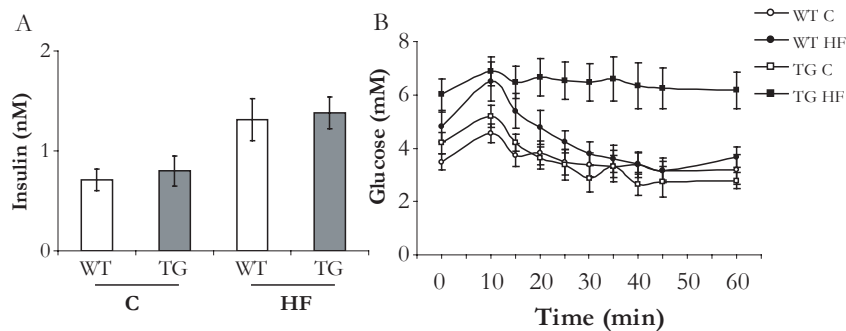 A
Insulin (nM)
2
1
0
WT
TG
WT
TG
C
HF
B
Glucose (mM)
8
6
4
2
0
0
10
20
30
40
50
60
Time (min)
WT C
WT HF
TG C
TG HF